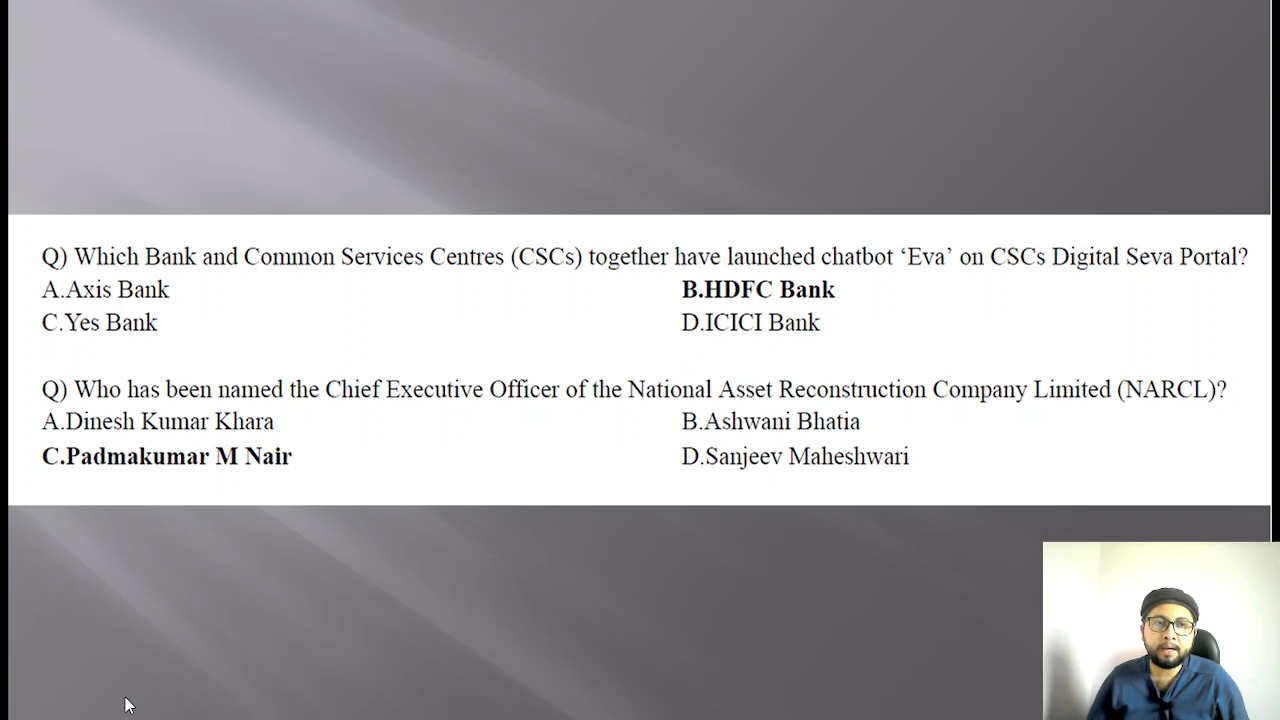 Q) Which Bank and Common Services Centres (CSCs) together have launched chatbot ‘Eva’ on CSCs Digital Seva Portal?
A.Axis Bank B.HDFC Bank
C.Yes Bank D.ICICI Bank
Q) Who has been named the Chief Executive Officer of the National Asset Reconstruction Company Limited (NARCL)?
A.Dinesh Kumar Khara B.Ashwani Bhatia
C.Padmakumar M Nair D.Sanjeev Maheshwari